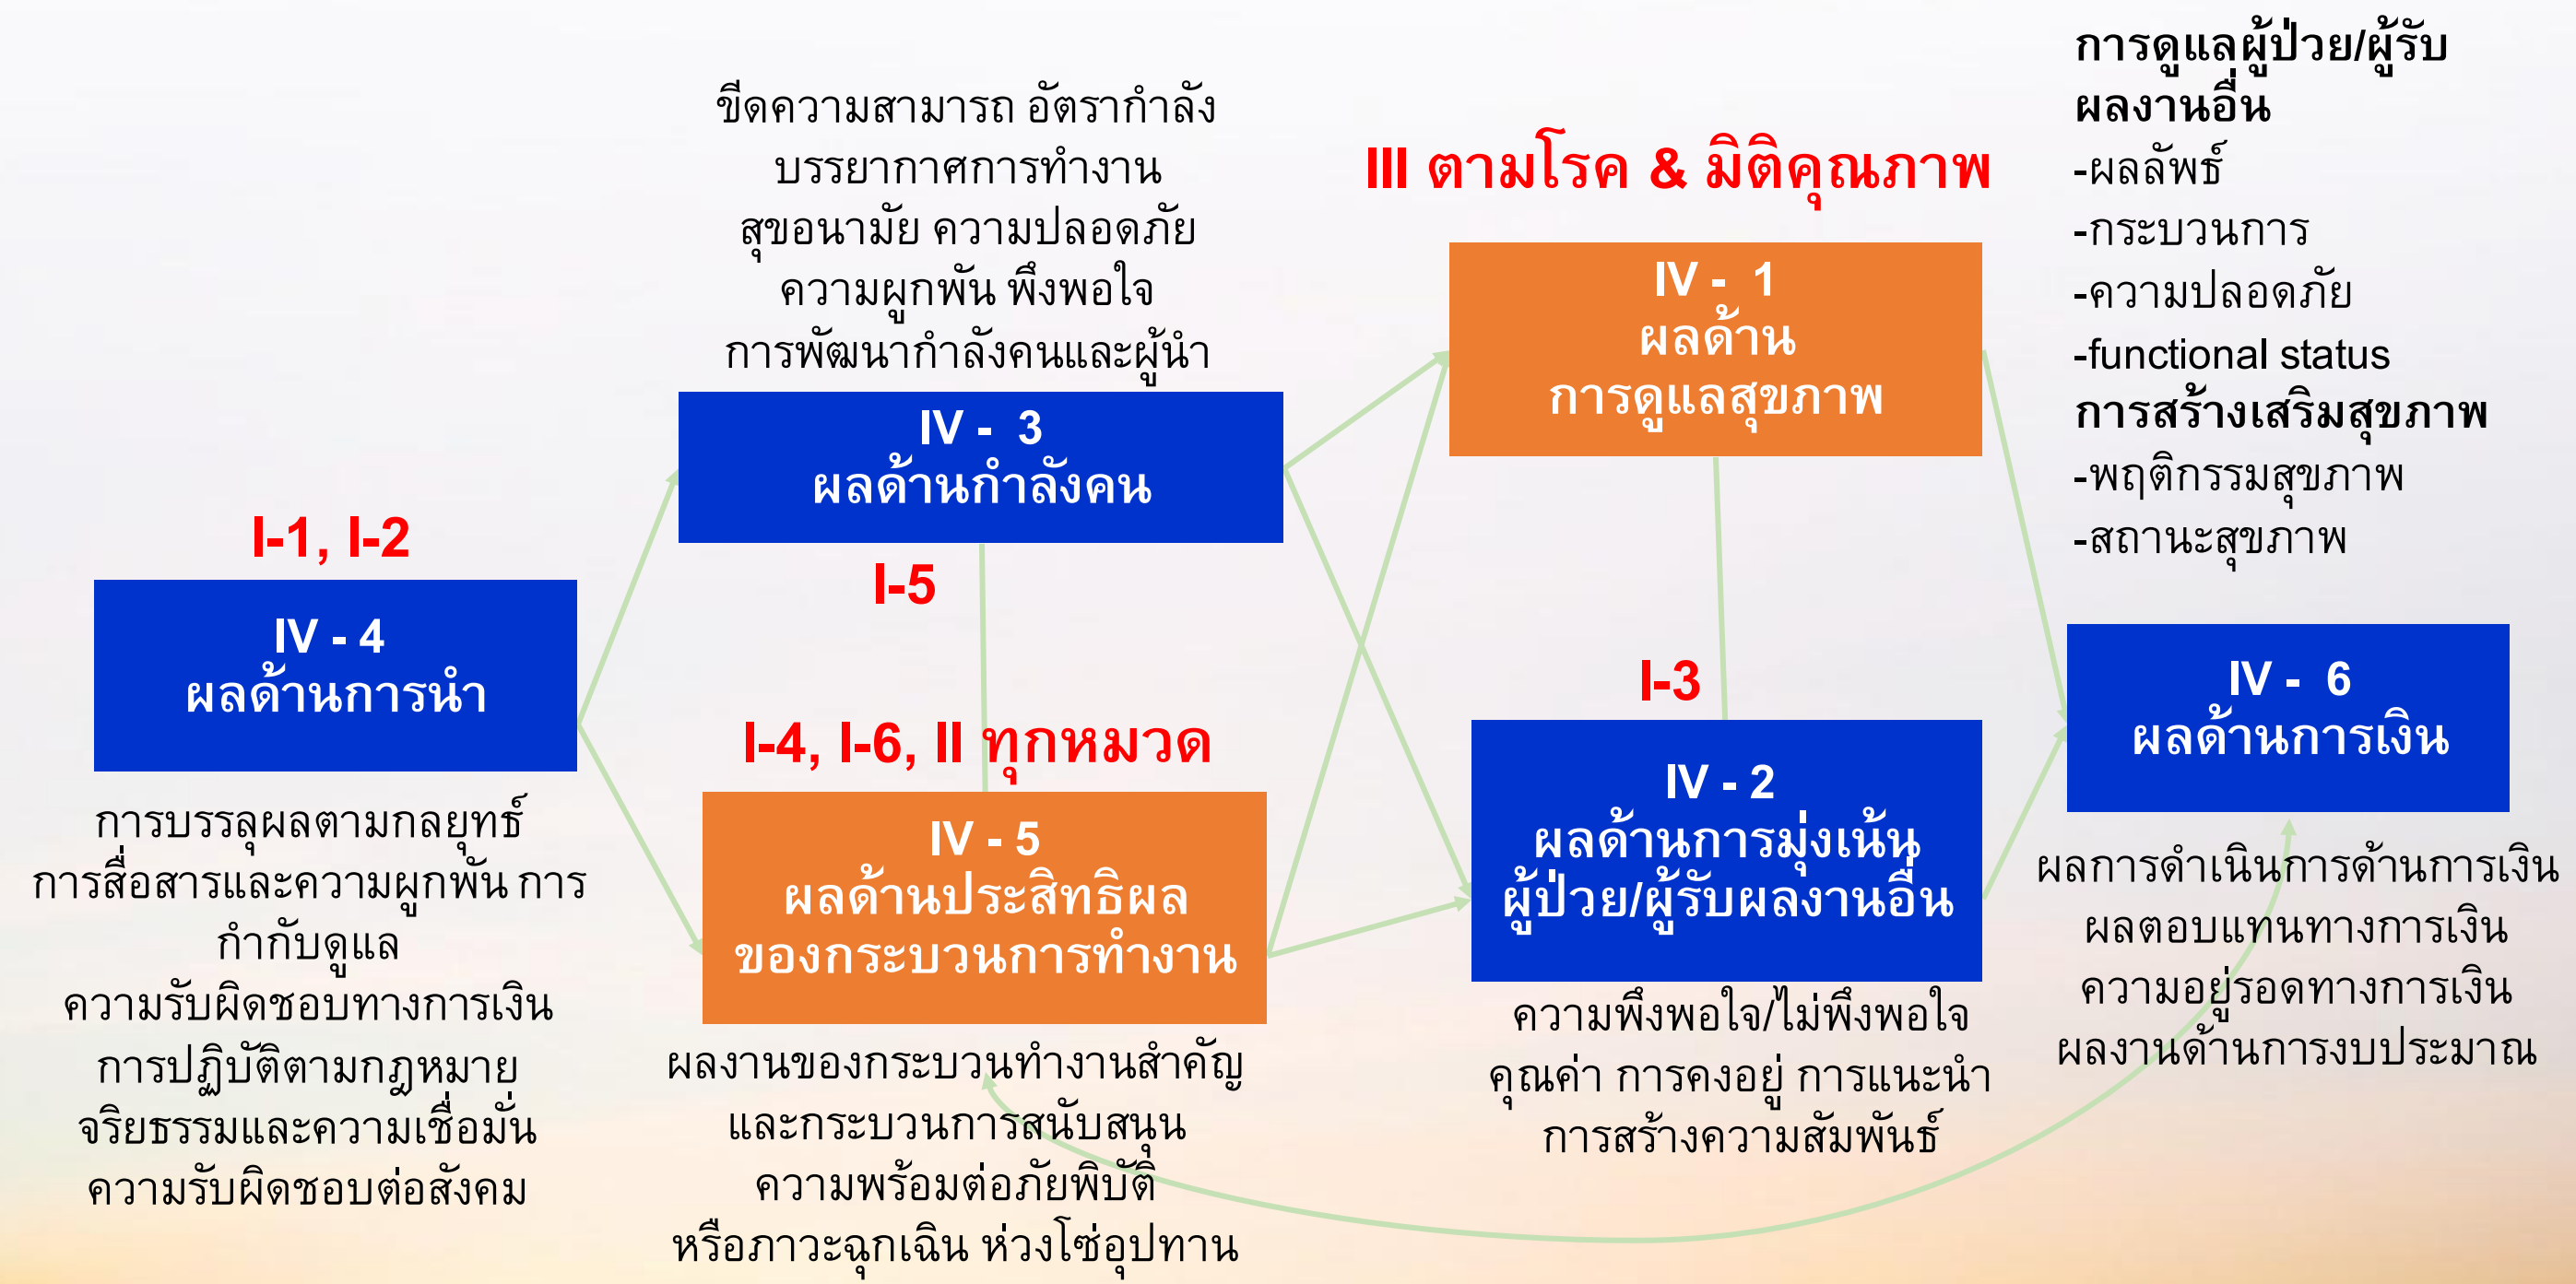 I-1, I-2
IV - 4
ผลด้านการนำ
การบรรลุผลตามกลยุทธ์
การสื่อสารและความผูกพัน การ
กำกับดูแล
ความรับผิดชอบทางการเงิน
การปฏิบัติตามกฎหมาย
จริยธรรมและความเชื่อมั่น
ความรับผิดชอบต่อสังคม
ขีดความสามารถ อัตรากำลัง
บรรยากาศการทำงาน
สุขอนามัย ความปลอดภัย
ความผูกพัน พึงพอใจ
การพัฒนากำลังคนและผู้นำ
IV - 3
ผลด้านกำลังคน
I-5
I-4, I-6, II ทุกหมวด
IV - 5
ผลด้านประสิทธิผล
ของกระบวนการทำงาน
ผลงานของกระบวนทำงานสำคัญ
และกระบวนการสนับสนุน
ความพร้อมต่อภัยพิบัติ
หรือภาวะฉุกเฉิน ห่วงโซ่อุปทาน
III ตามโรค & มิติคุณภาพ
IV - 1
ผลด้าน
การดูแลสุขภาพ
I-3
IV - 2
ผลด้านการมุ่งเน้น
ผู้ป่วย/ผู้รับผลงานอื่น
ความพึงพอใจ/ไม่พึงพอใจ
คุณค่า การคงอยู่ การแนะนำ
การสร้างความสัมพันธ์
การดูแลผู้ป่วย/ผู้รับ
ผลงานอื่น
-ผลลัพธ์
-กระบวนการ
-ความปลอดภัย
-functional status
การสร้างเสริมสุขภาพ
-พฤติกรรมสุขภาพ
-สถานะสุขภาพ
IV - 6
ผลด้านการเงิน
ผลการดำเนินการด้านการเงิน
ผลตอบแทนทางการเงิน
ความอยู่รอดทางการเงิน
ผลงานด้านการงบประมาณ